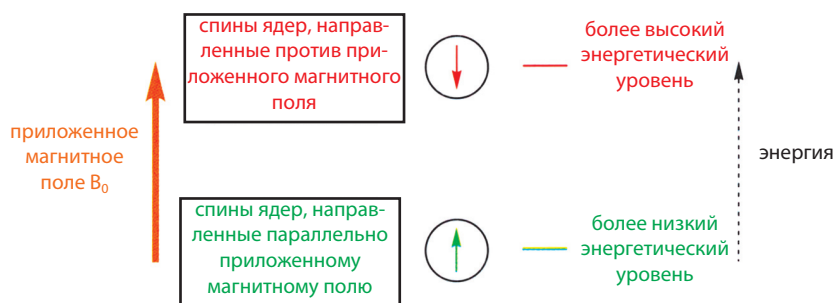 спины ядер, направ-
ленные против при-
ложенного магнитного
поля
более высокий
энергетический
уровень
приложенное
магнитное
поле B₀
энергия
спины ядер, направ-
ленные параллельно
приложенному
магнитному полю
более низкий
энергетический
уровень